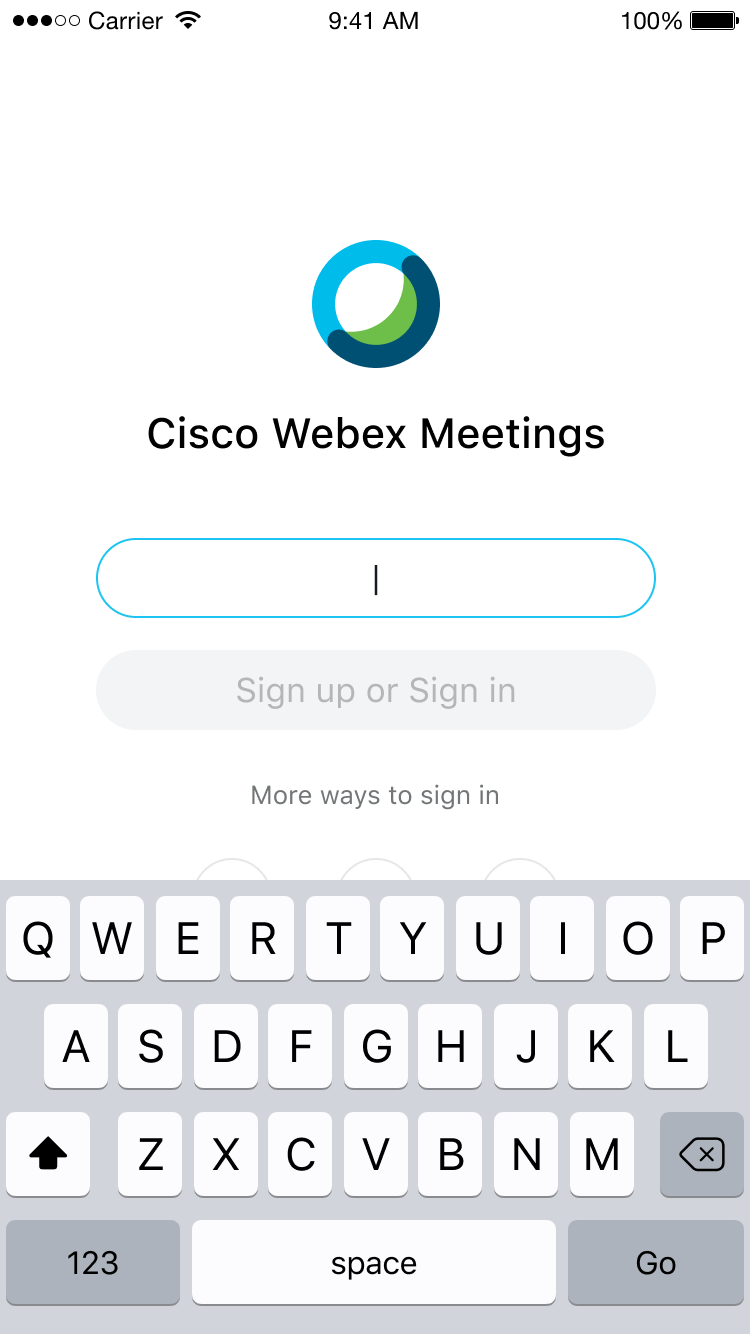 Carrier 9:41 AM 100%
Cisco Webex Meetings
Sign up or Sign in
More ways to sign in
Q W E R T Y U I O P
A S D F G H J K L
Z X C V B N M
123 space Go